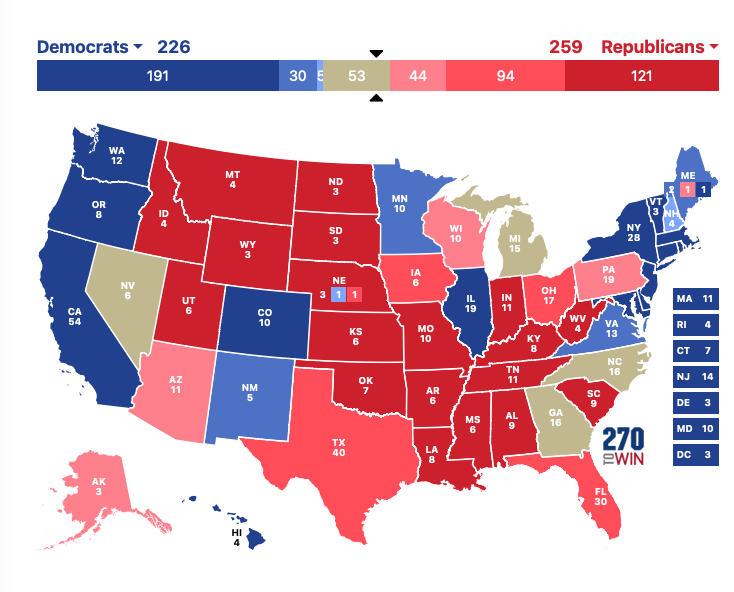 Democrats 226
259 Republicans
191 30 5 53 44 94 121
WA
12
OR
8
CA
54
NV
6
ID
4
MT
4
WY
3
UT
6
AZ
11
CO
10
NM
5
ND
3
SD
3
NE
3 1 1
KS
6
OK
7
TX
40
MN
10
IA
6
MO
10
AR
6
LA
8
WI
10
IL
19
MI
15
IN
11
OH
17
KY
8
TN
11
MS
6
AL
9
GA
16
FL
30
SC
9
NC
16
VA
13
WV
4
PA
19
NY
28
VT
3
NH
4
ME
2 1 1
AK
3
HI
4
MA 11
RI 4
CT 7
NJ 14
DE 3
MD 10
DC 3
270
TO WIN